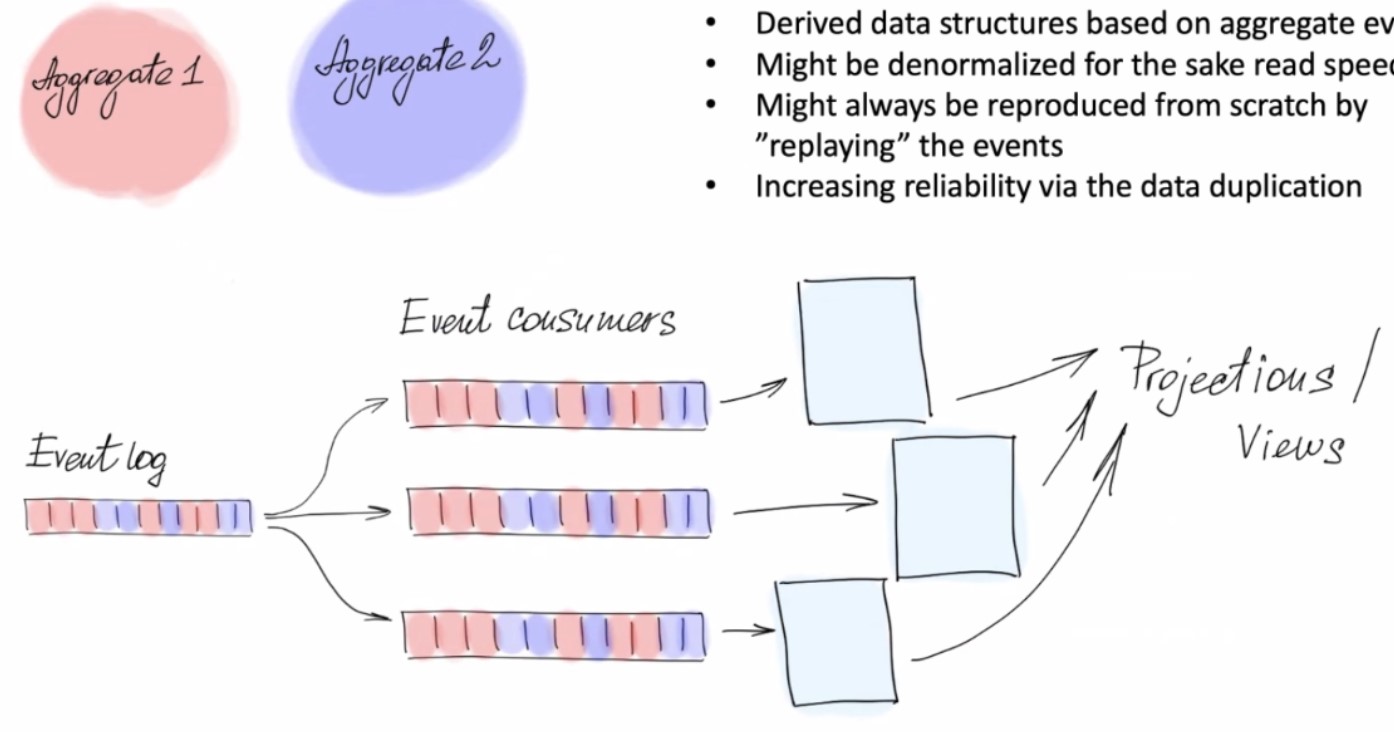 Aggregate 1
Aggregate 2
• Derived data structures based on aggregate ev
• Might be denormalized for the sake read speed
• Might always be reproduced from scratch by
”replaying” the events
• Increasing reliability via the data duplication
Event consumers
Event log
Projections /
Views